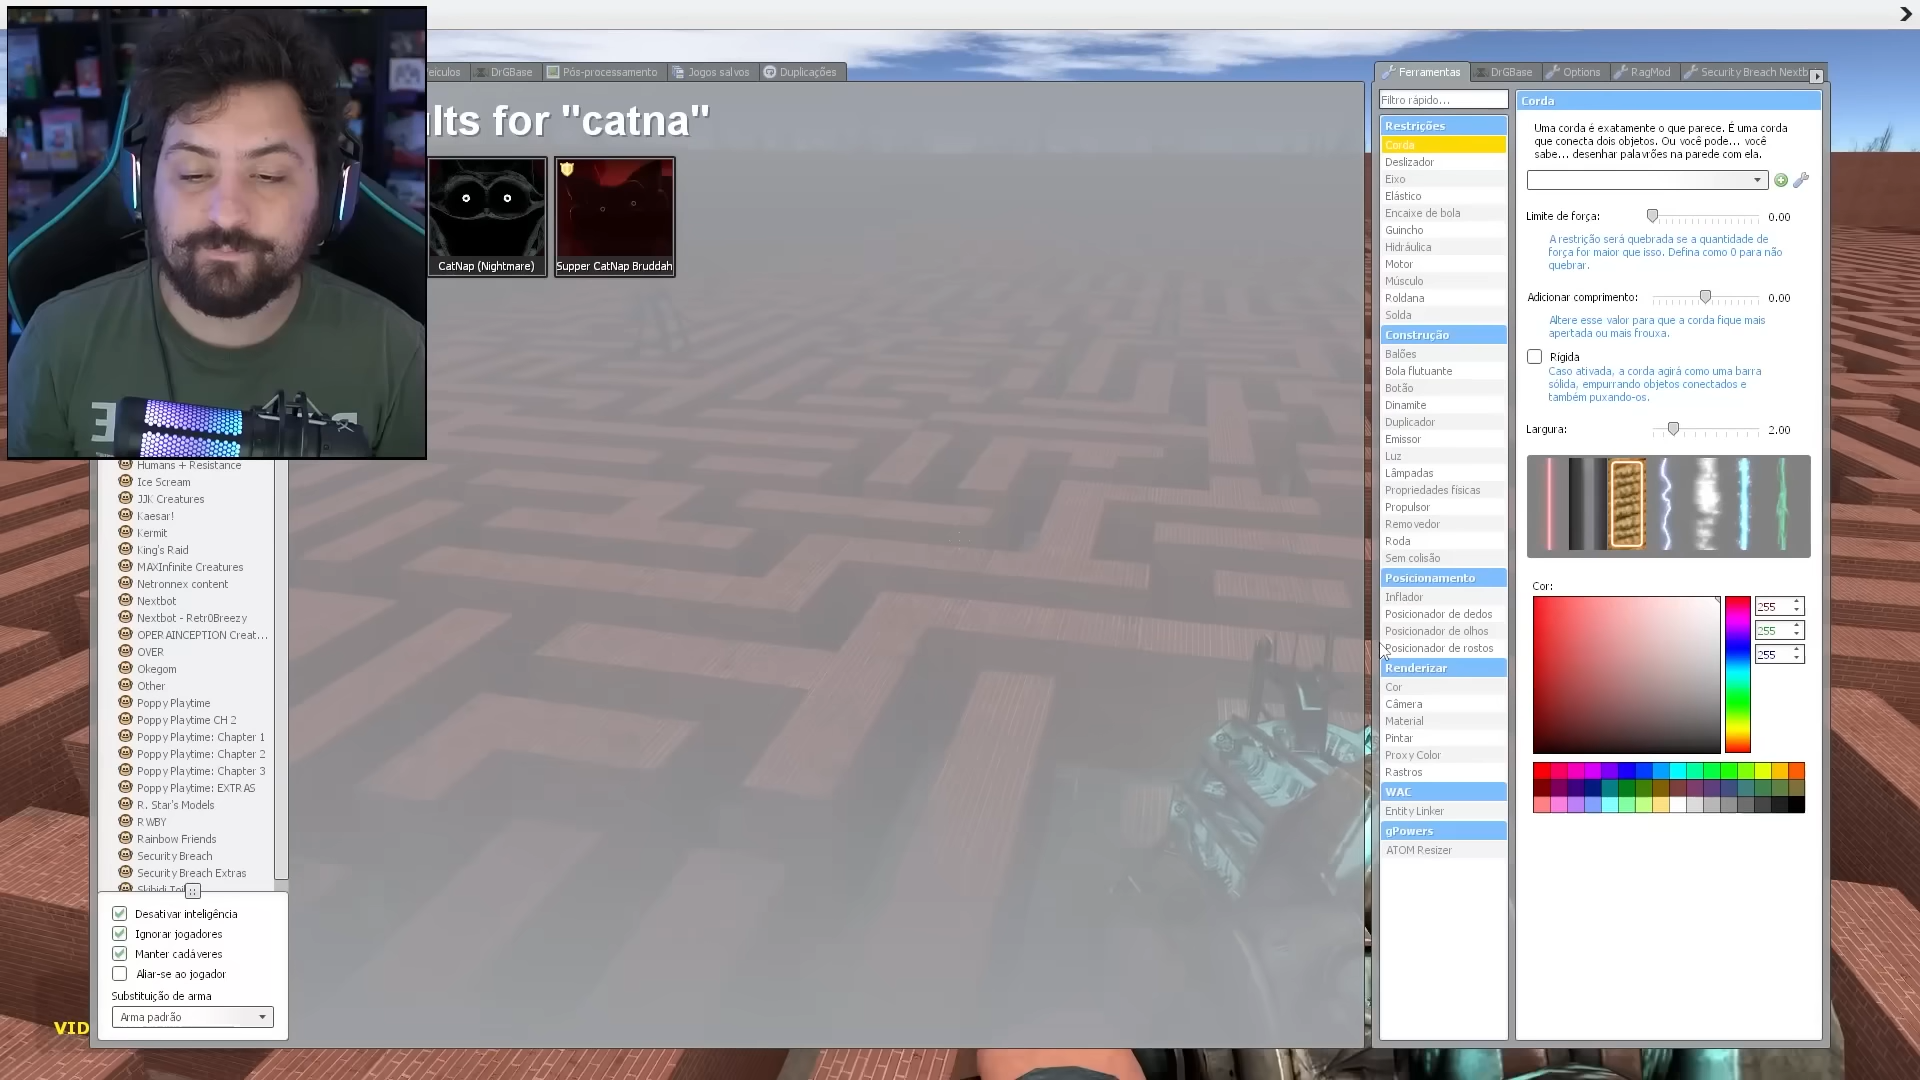 eículos
DrGBase
Pós-processamento
Jogos salvos
Duplicações
ults for "catna"
CatNap (Nightmare)
Supper CatNap Bruddah
Humans + Resistance
Ice Scream
JJK Creatures
Kaesar!
Kermit
King's Raid
MAXInfinite Creatures
Netronnex content
Nextbot
Nextbot - Retr0Breezy
OPERAINCEPTION Creat...
OVER
Okegom
Other
Poppy Playtime
Poppy Playtime CH 2
Poppy Playtime: Chapter 1
Poppy Playtime: Chapter 2
Poppy Playtime: Chapter 3
Poppy Playtime: EXTRAS
R. Star's Models
RWBY
Rainbow Friends
Security Breach
Security Breach Extras
Desativar inteligência
Ignorar jogadores
Manter cadáveres
Aliar-se ao jogador
Substituição de arma
Arma padrão
VID
Ferramentas
DrGBase
Options
RagMod
Security Breach Nextb
Filtro rápido...
Restrições
Corda
Deslizador
Eixo
Elástico
Encaixe de bola
Guincho
Hidráulica
Motor
Músculo
Roldana
Solda
Construção
Balões
Bola flutuante
Botão
Dinamite
Duplicador
Emissor
Luz
Lâmpadas
Propriedades físicas
Propulsor
Removedor
Roda
Sem colisão
Posicionamento
Inflador
Posicionador de dedos
Posicionador de olhos
Posicionador de rostos
Renderizar
Cor
Câmera
Material
Pintar
Proxy Color
Rastros
WAC
Entity Linker
gPowers
ATOM Resizer
Corda
Uma corda é exatamente o que parece. É uma corda
que conecta dois objetos. Ou você pode... você
sabe... desenhar palavrões na parede com ela.
Limite de força: 0.00
A restrição será quebrada se a quantidade de
força for maior que isso. Defina como 0 para não
quebrar.
Adicionar comprimento: 0.00
Altere esse valor para que a corda fique mais
apertada ou mais frouxa.
Rígida
Caso ativada, a corda agirá como uma barra
sólida, empurrando objetos conectados e
também puxando-os.
Largura: 2.00
Cor:
255
255
255